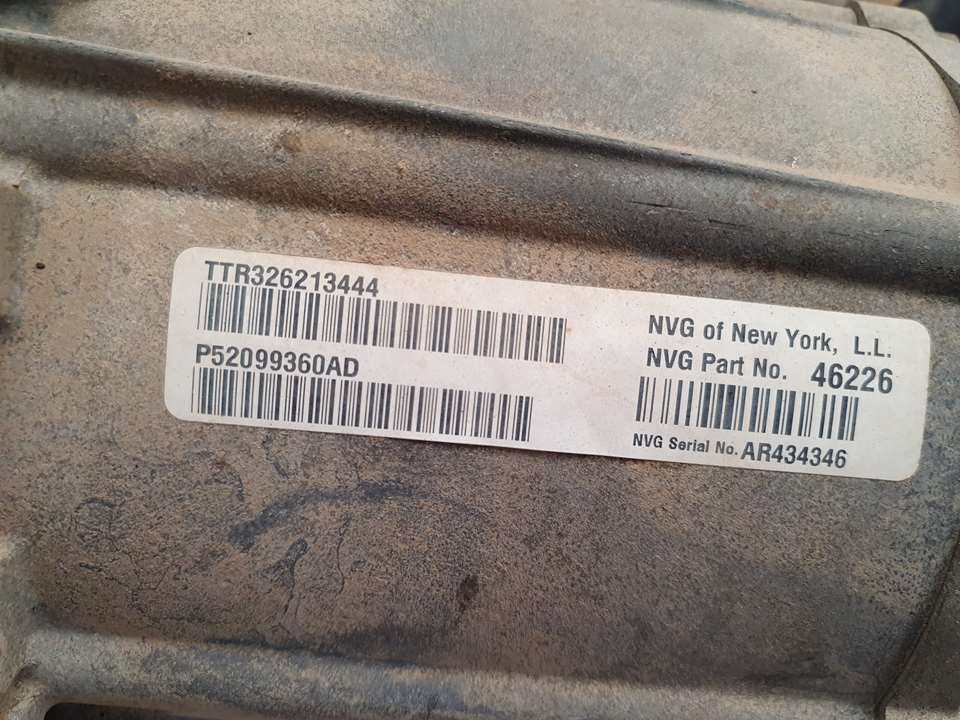 TTR326213444
P52099360AD
NVG of New York, L.L.
NVG Part No. 46226
NVG Serial No. AR434346